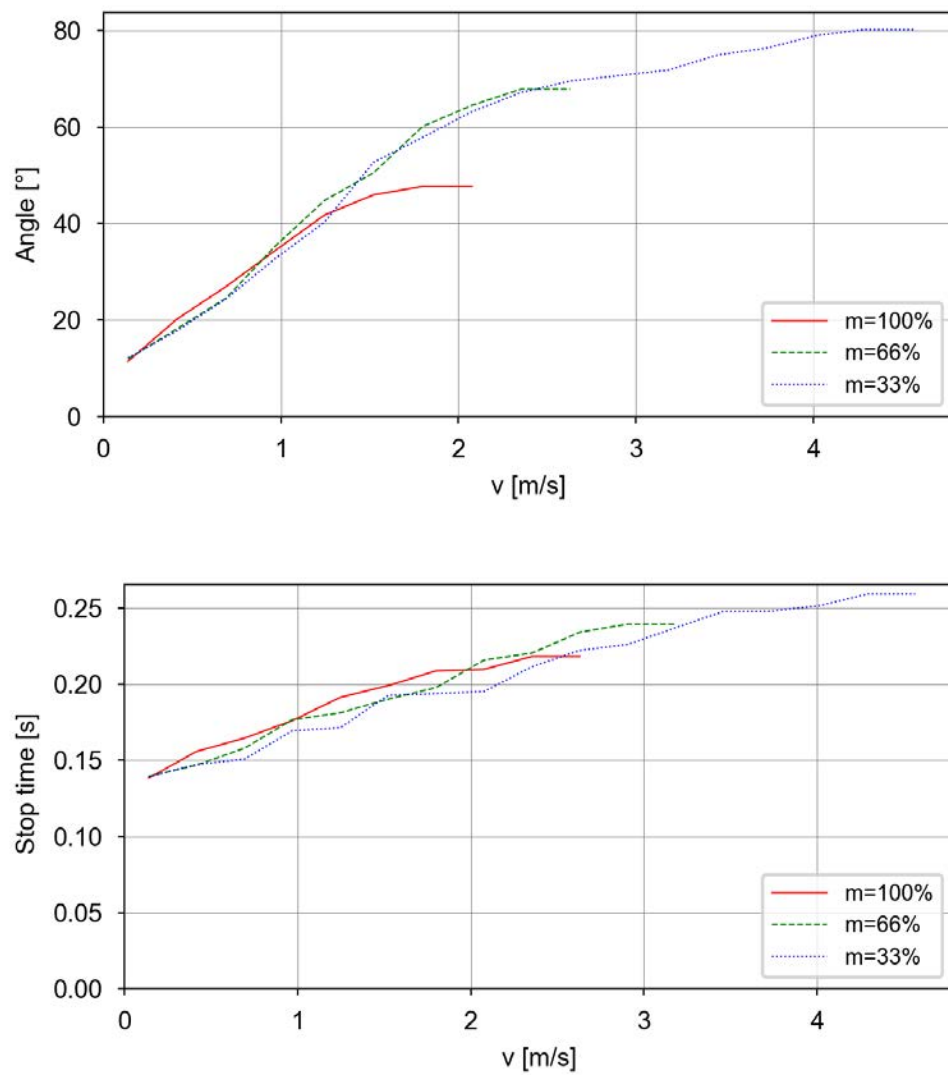 80
60
40
20
0
Angle [°]
m=100%
m=66%
m=33%
0 1 2 3 4
v [m/s]
0.25
0.20
0.15
0.10
0.05
0.00
Stop time [s]
m=100%
m=66%
m=33%
0 1 2 3 4
v [m/s]